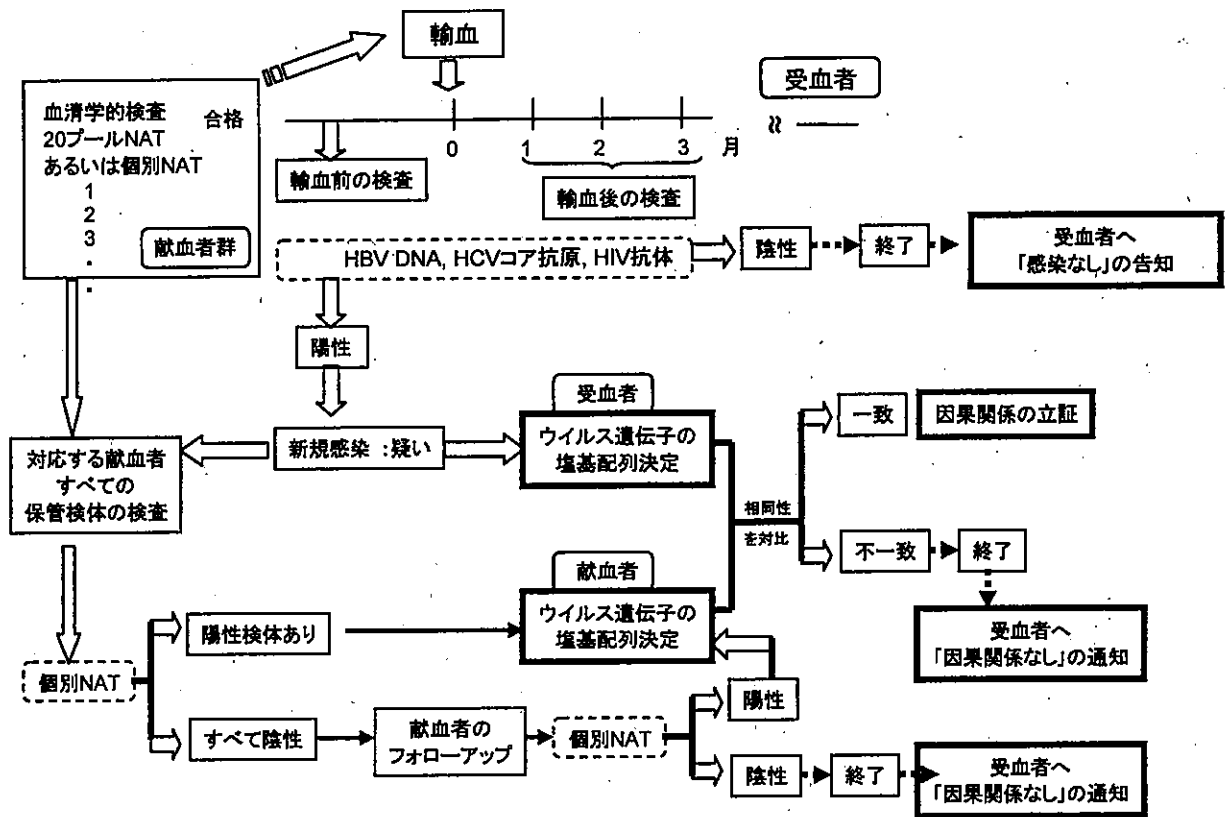 輸血
受血者
血清学的検査
合格
20プールNAT
あるいは個別NAT
1
2
3
・
・
献血者群
0
1
2
3
月
輸血前の検査
輸血後の検査
HBV DNA, HCVコア抗原, HIV抗体
陰性
終了
受血者へ
「感染なし」の告知
陽性
受血者
新規感染 :疑い
ウイルス遺伝子の
塩基配列決定
一致
因果関係の立証
対応する献血者
すべての
保管検体の検査
相同性
を対比
不一致
終了
献血者
ウイルス遺伝子の
塩基配列決定
陽性検体あり
受血者へ
「因果関係なし」の通知
個別NAT
陽性
すべて陰性
献血者の
フォローアップ
個別NAT
陰性
終了
受血者へ
「因果関係なし」の通知